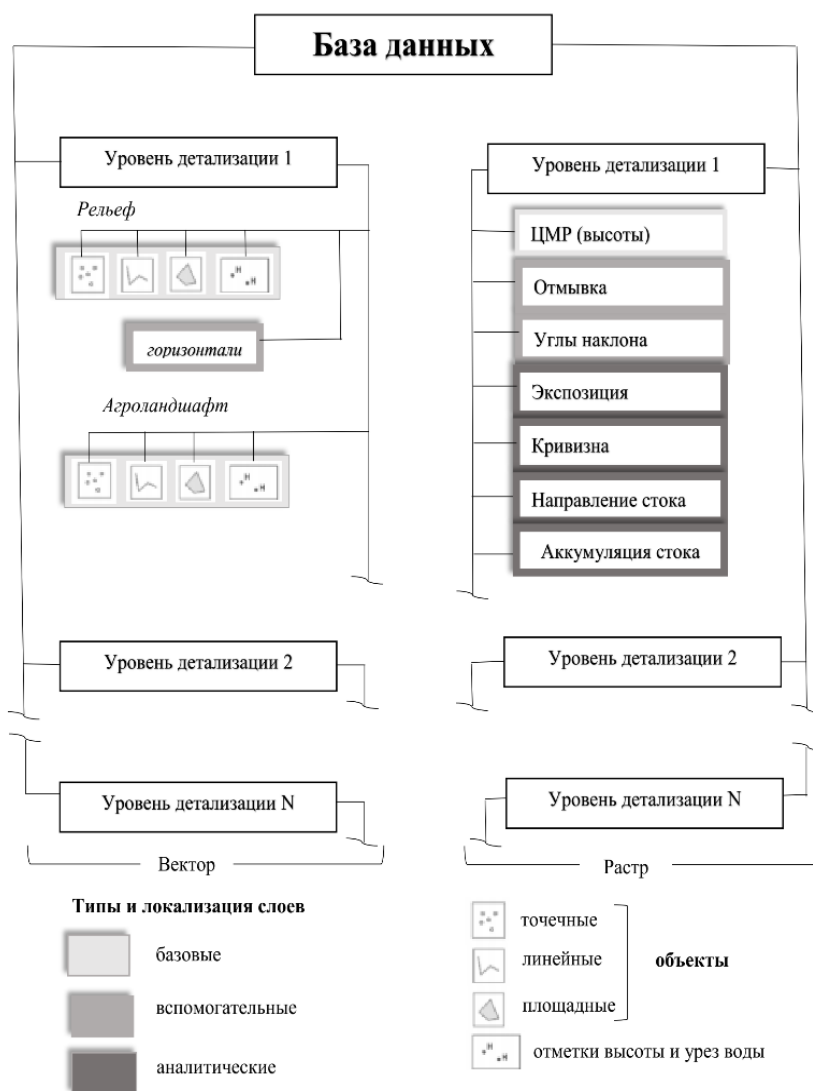 База данных
Уровень детализации 1
Рельеф
горизонтали
Агроландшафт
Уровень детализации 2
Уровень детализации N
Вектор
Уровень детализации 1
ЦМР (высоты)
Отмывка
Углы наклона
Экспозиция
Кривизна
Направление стока
Аккумуляция стока
Уровень детализации 2
Уровень детализации N
Растр
Типы и локализация слоев
базовые
вспомогательные
аналитические
точечные
линейные
площадные
объекты
отметки высоты и урез воды